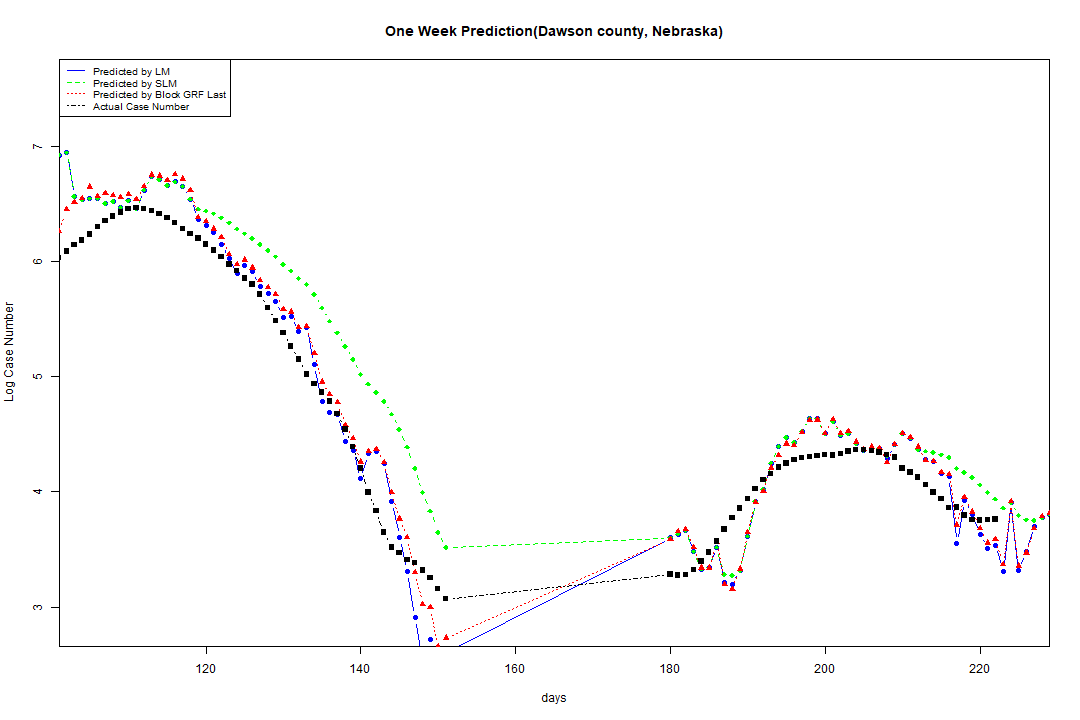 One Week Prediction(Dawson county, Nebraska)
Predicted by LM
Predicted by SLM
Predicted by Block GRF Last
Actual Case Number
7
6
5
4
3
Log Case Number
120 140 160 180 200 220
days